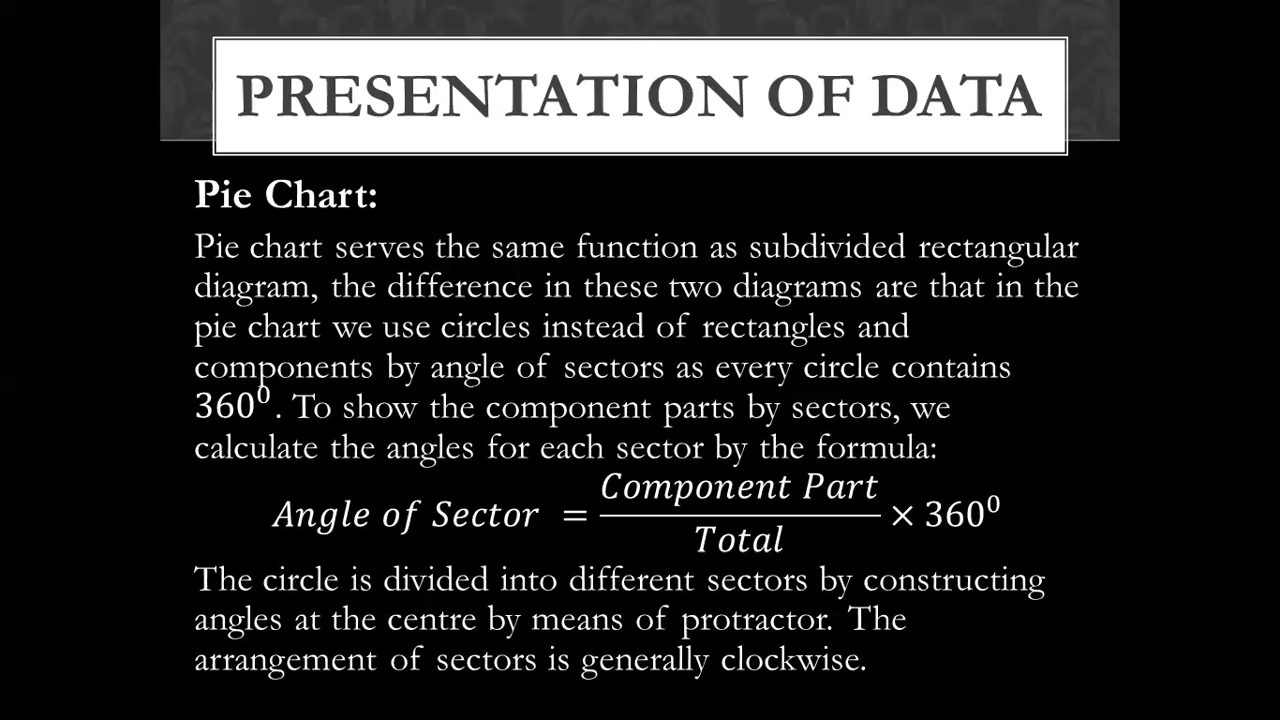 PRESENTATION OF DATA
Pie Chart:
Pie chart serves the same function as subdivided rectangular
diagram, the difference in these two diagrams are that in the
pie chart we use circles instead of rectangles and
components by angle of sectors as every circle contains
360⁰. To show the component parts by sectors, we
calculate the angles for each sector by the formula:
Angle of Sector = Component Part / Total × 360⁰
The circle is divided into different sectors by constructing
angles at the centre by means of protractor. The
arrangement of sectors is generally clockwise.